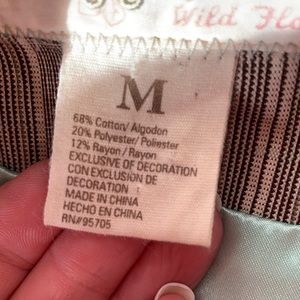 Wild Flo
M
68% Cotton/ Algodon
20% Polyester/ Poliester
12% Rayon/ Rayon
EXCLUSIVE OF DECORATION
CON EXCLUSION DE
DECORATION
MADE IN CHINA
HECHO EN CHINA
RN#95705